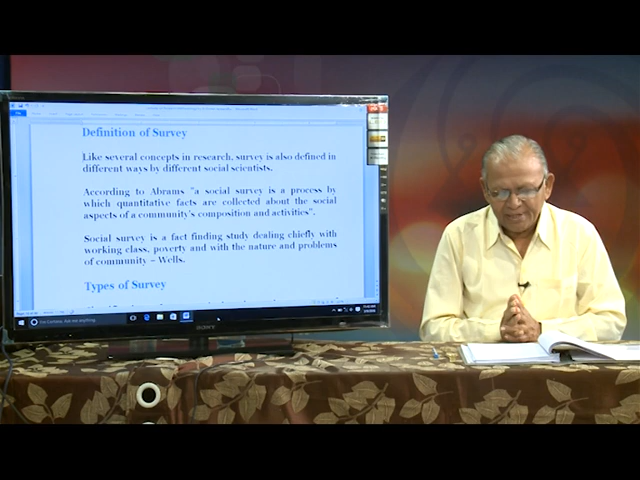 Definition of Survey
Like several concepts in research, survey is also defined in
different ways by different social scientists.
According to Abrams "a social survey is a process by
which quantitative facts are collected about the social
aspects of a community's composition and activities".
Social survey is a fact finding study dealing chiefly with
working class, poverty and with the nature and problems
of community – Wells.
Types of Survey
SONY